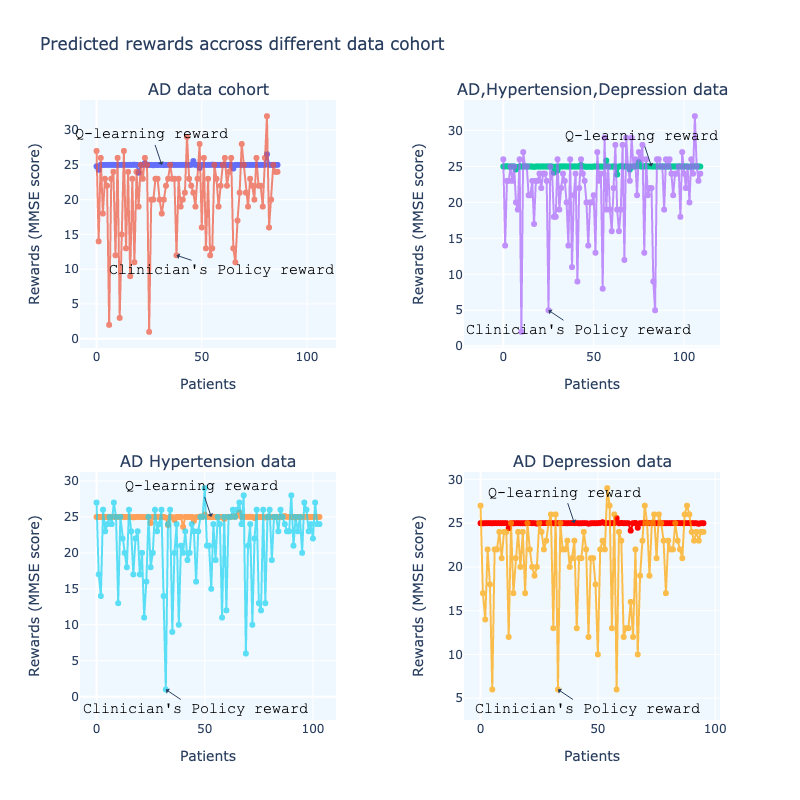 Predicted rewards accross different data cohort
AD data cohort
Rewards (MMSE score)
30
25
20
15
10
5
0
Q-learning reward
Clinician's Policy reward
0 50 100
Patients
AD,Hypertension,Depression data
Rewards (MMSE score)
30
25
20
15
10
5
0
Q-learning reward
Clinician's Policy reward
0 50 100
Patients
AD Hypertension data
Rewards (MMSE score)
30
25
20
15
10
5
0
Q-learning reward
Clinician's Policy reward
0 50 100
Patients
AD Depression data
Rewards (MMSE score)
30
25
20
15
10
5
Q-learning reward
Clinician's Policy reward
0 50 100
Patients